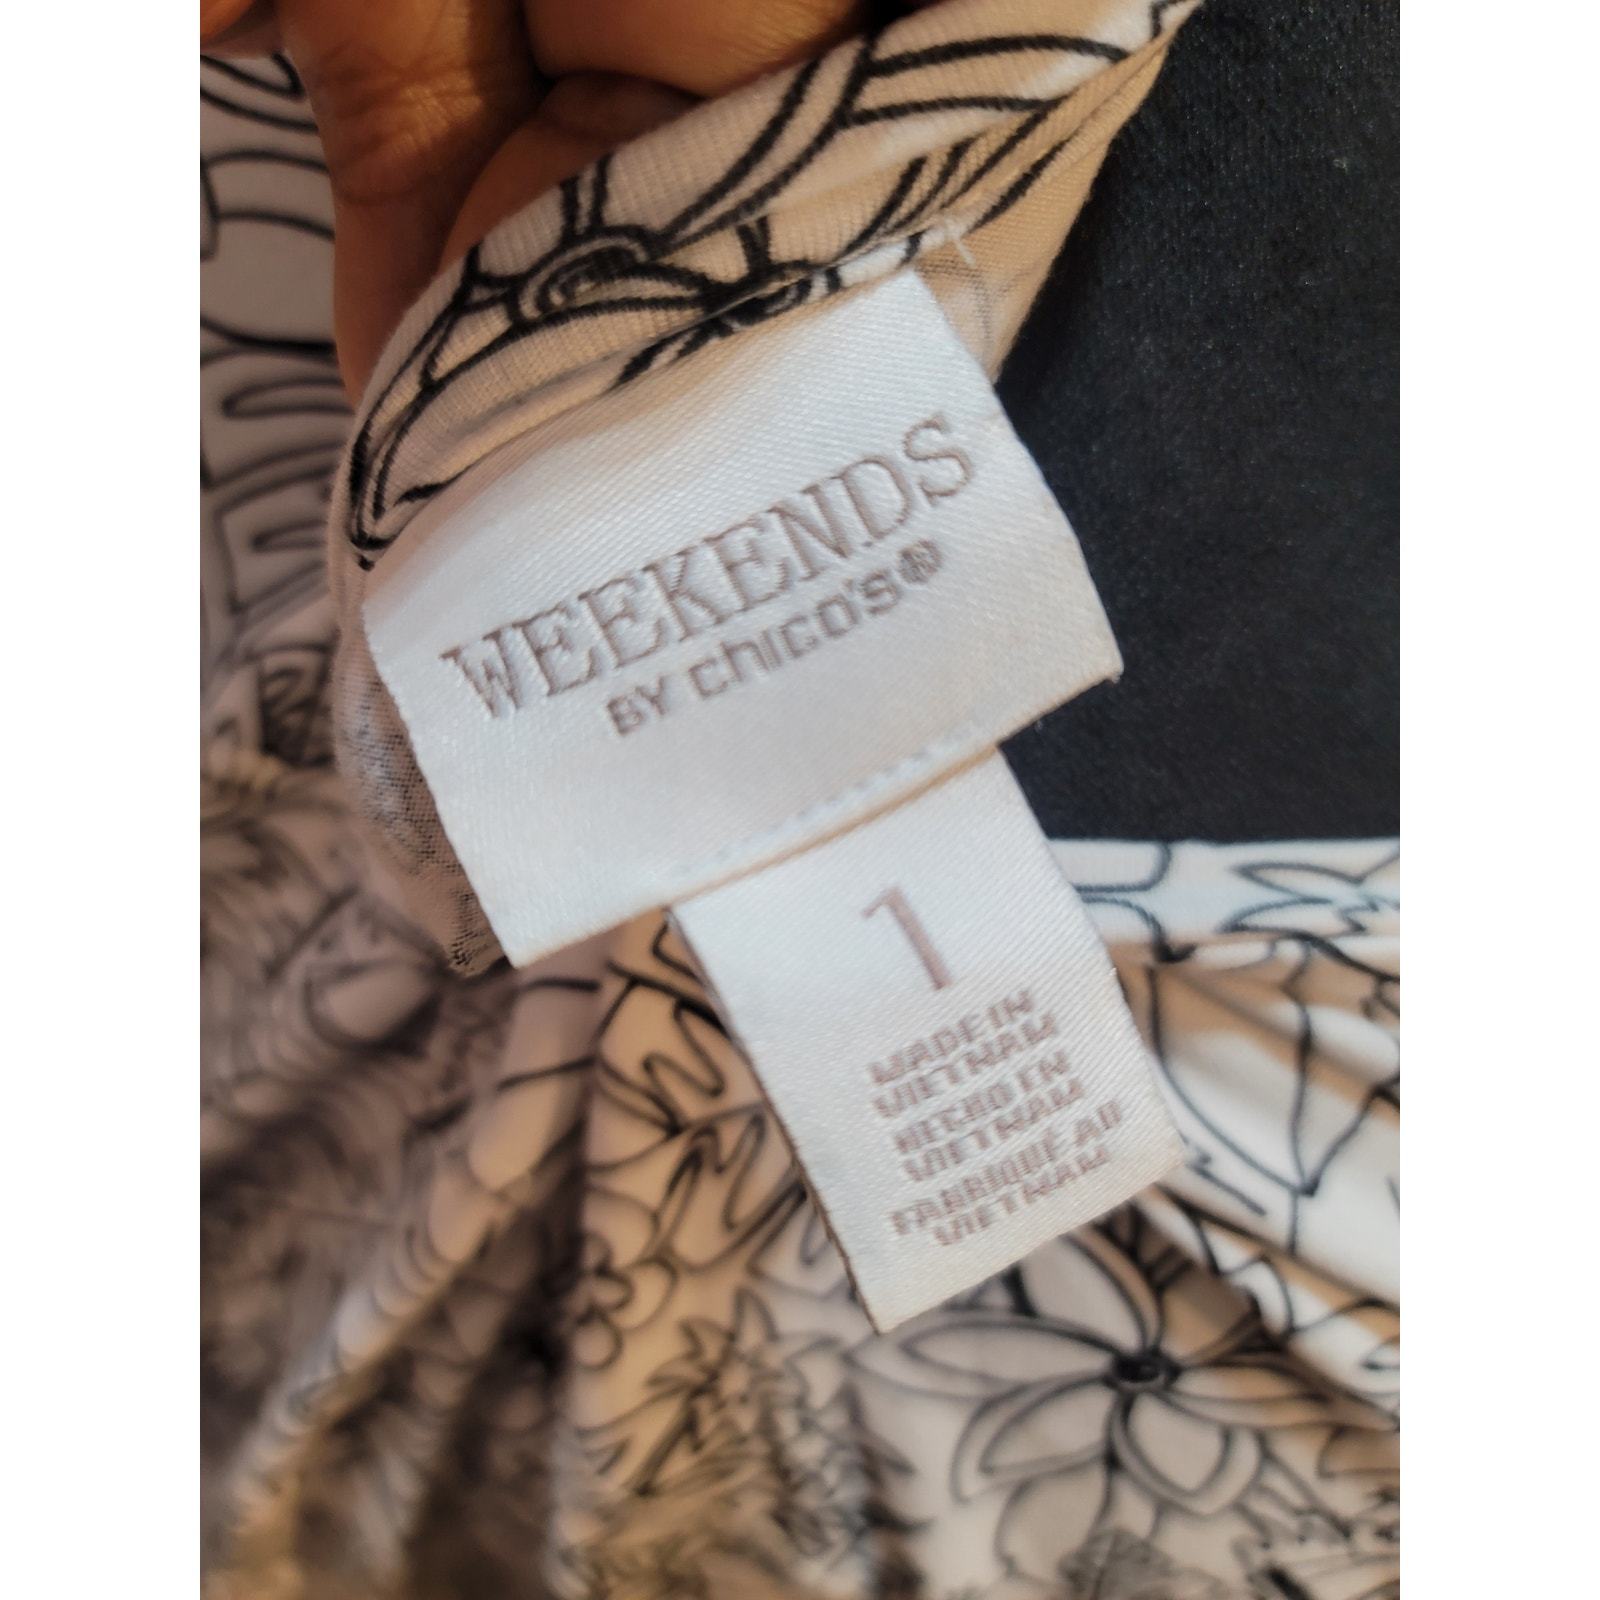 WEEKENDS
BY chico's®
1
MADE IN
VIETNAM
HECHO EN
VIETNAM
FABRIQUÉ AU
VIETNAM